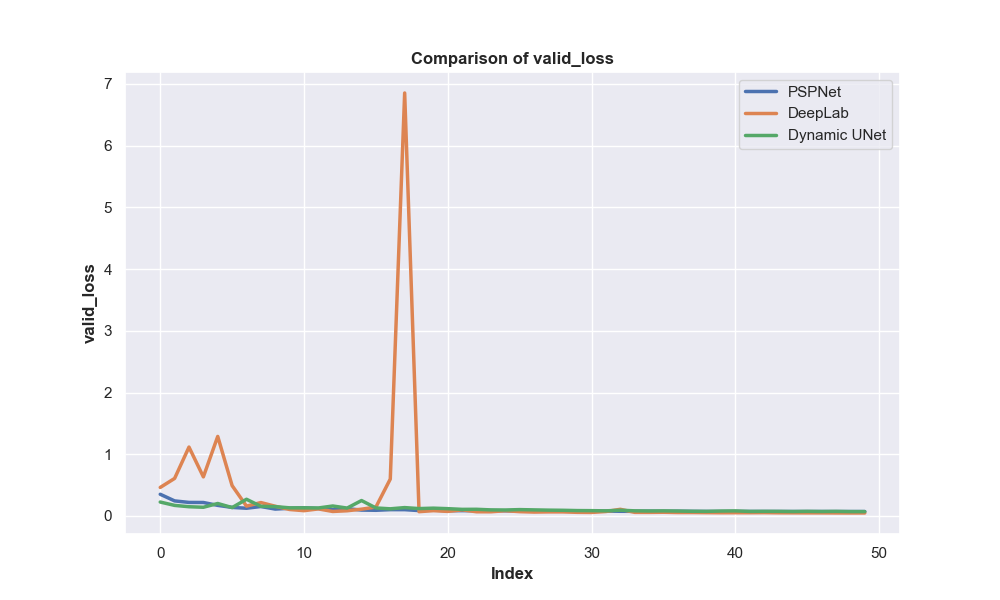 Comparison of valid_loss
PSPNet
DeepLab
Dynamic UNet
7
6
5
4
3
2
1
0
valid_loss
0 10 20 30 40 50
Index